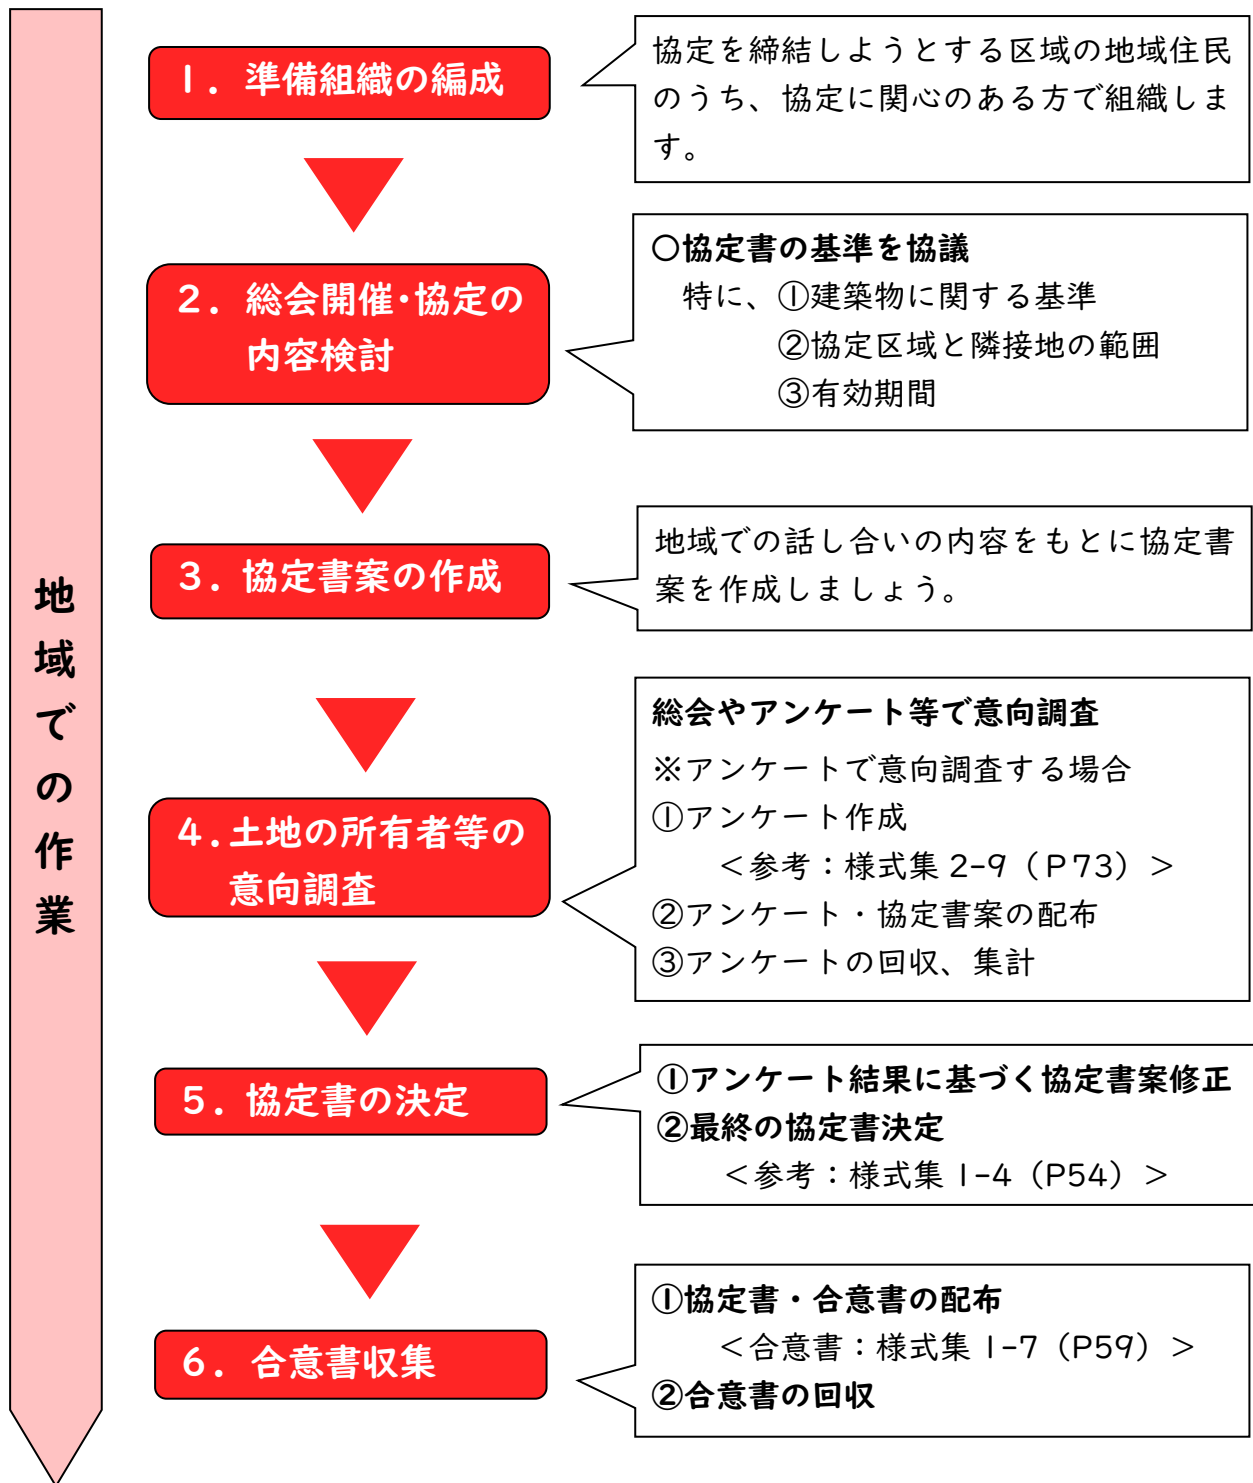 地域での作業
1．準備組織の編成
協定を締結しようとする区域の地域住民
のうち、協定に関心のある方で組織しま
す。
2．総会開催･協定の
内容検討
〇協定書の基準を協議
特に、①建築物に関する基準
②協定区域と隣接地の範囲
③有効期間
3．協定書案の作成
地域での話し合いの内容をもとに協定書
案を作成しましょう。
4．土地の所有者等の
意向調査
総会やアンケート等で意向調査
※アンケートで意向調査する場合
①アンケート作成
＜参考：様式集 2-9（P73）＞
②アンケート・協定書案の配布
③アンケートの回収、集計
5．協定書の決定
①アンケート結果に基づく協定書案修正
②最終の協定書決定
＜参考：様式集 1-4（P54）＞
6．合意書収集
①協定書・合意書の配布
＜合意書：様式集 1-7（P59）＞
②合意書の回収